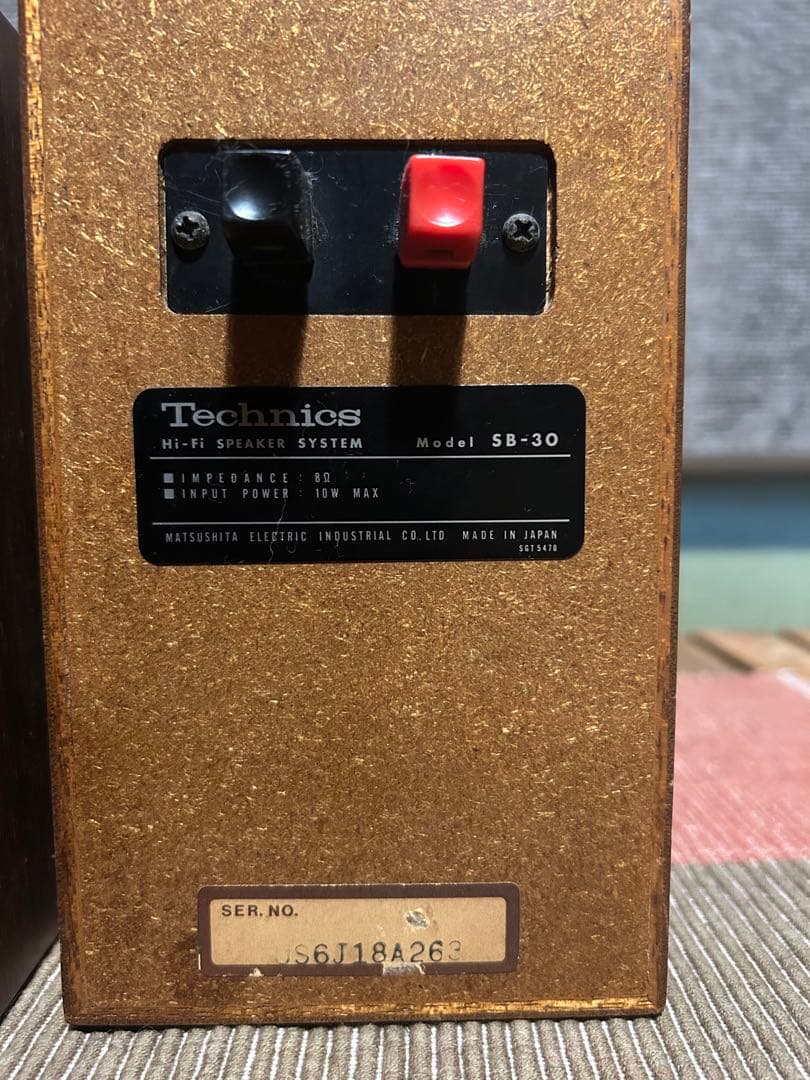 Technics
Hi-Fi SPEAKER SYSTEM Model SB-30
■ IMPEDANCE : 8Ω
■ INPUT POWER : 10W MAX
MATSUSHITA ELECTRIC INDUSTRIAL CO.LTD MADE IN JAPAN
SGT5470
SER. NO.
JS6J18A263